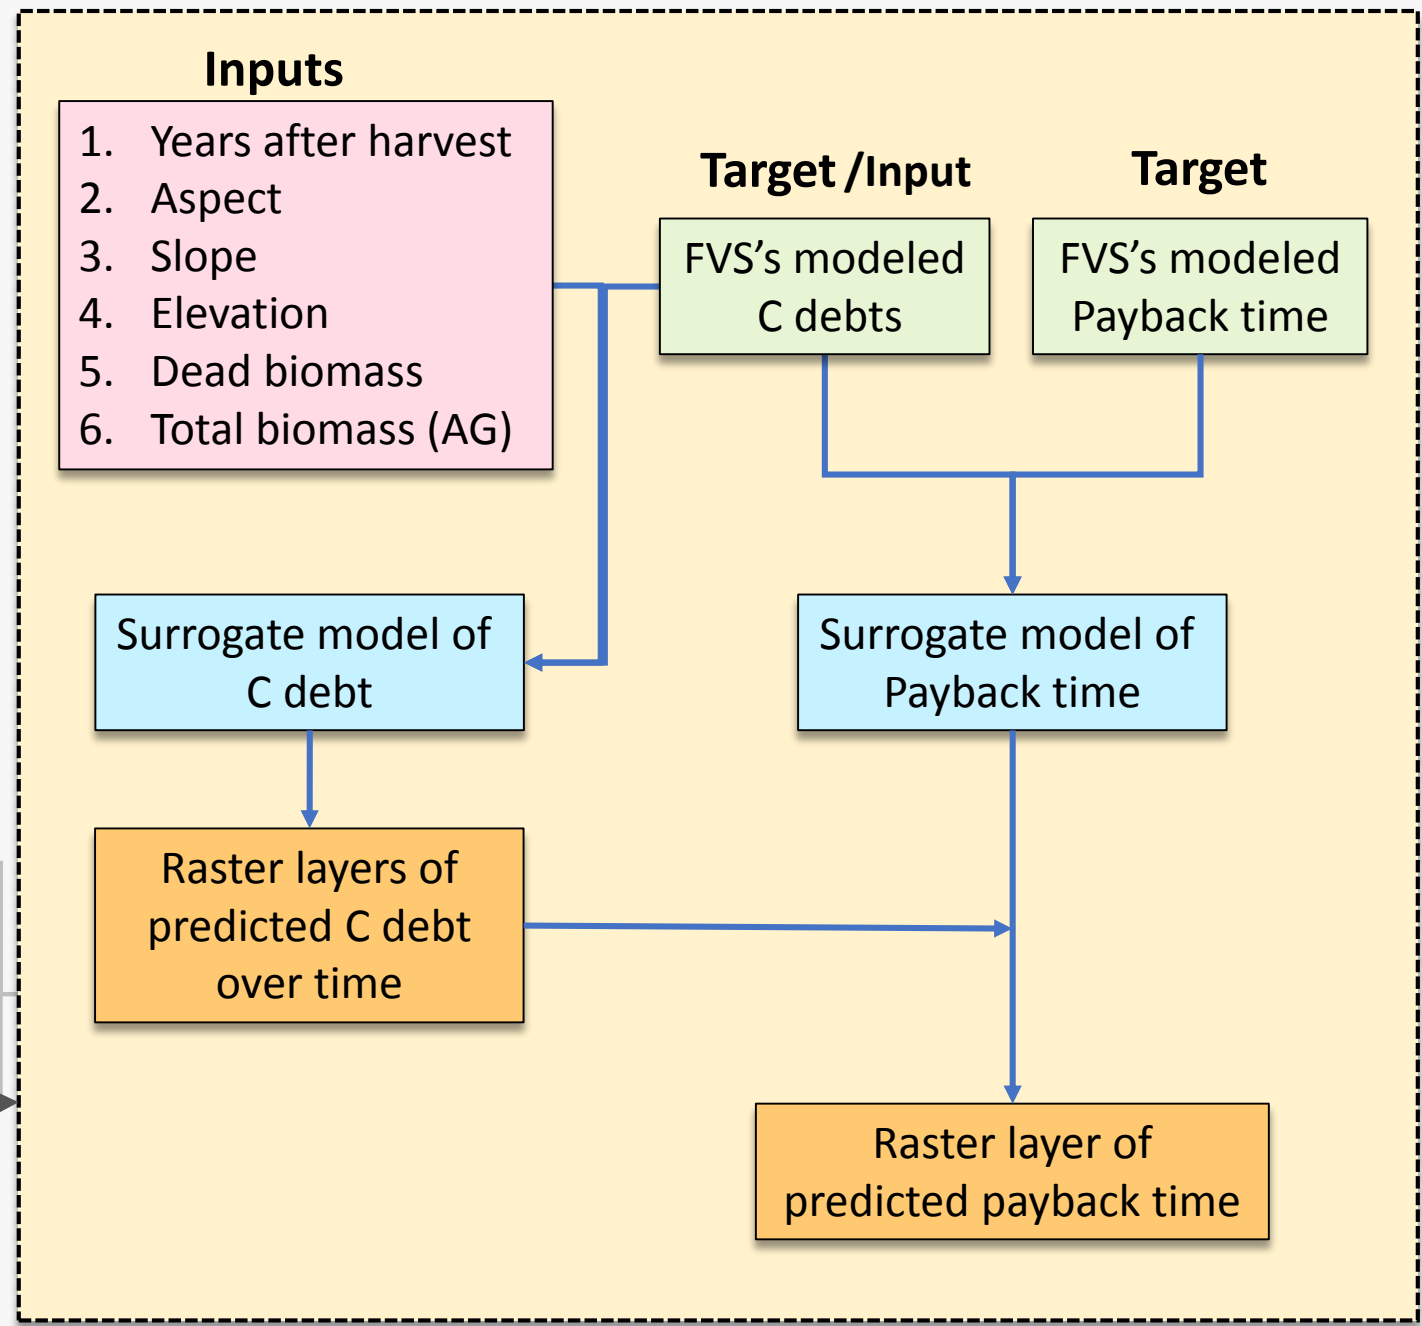 Inputs
1. Years after harvest
2. Aspect
3. Slope
4. Elevation
5. Dead biomass
6. Total biomass (AG)
Target /Input
FVS's modeled
C debts
Target
FVS's modeled
Payback time
Surrogate model of
C debt
Surrogate model of
Payback time
Raster layers of
predicted C debt
over time
Raster layer of
predicted payback time